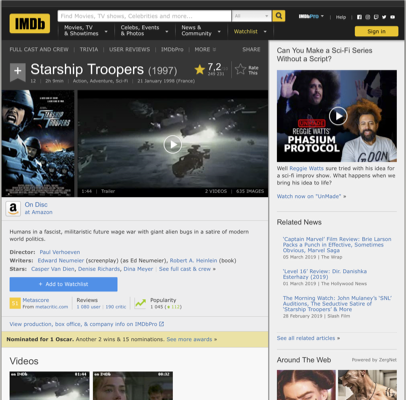 IMDb
Find Movies, TV shows, Celebrities and more...
All
IMDbPro
Help
Movies, TV & Showtimes
Celebs, Events & Photos
News & Community
Watchlist
Sign in
FULL CAST AND CREW | TRIVIA | USER REVIEWS | IMDbPro | MORE
SHARE
Starship Troopers (1997)
7,2
Rate This
12 | 2h 9min | Action, Adventure, Sci-Fi | 21 January 1998 (France)
STARSHIP TROOPERS
1:44 | Trailer
2 VIDEOS | 635 IMAGES
On Disc
at Amazon
Humans in a fascist, militaristic future wage war with giant alien bugs in a satire of modern world politics.
Director: Paul Verhoeven
Writers: Edward Neumeier (screenplay) (as Ed Neumeier), Robert A. Heinlein (book)
Stars: Casper Van Dien, Denise Richards, Dina Meyer | See full cast & crew »
+ Add to Watchlist
51
Metascore
From metacritic.com
Reviews
1 080 user | 190 critic
Popularity
1 045
View production, box office, & company info on IMDbPro
Nominated for 1 Oscar. Another 2 wins & 15 nominations. See more awards »
Videos
01:44
Can You Make a Sci-Fi Series
Without a Script?
REGGIE WATTS'
PHASIUM
PROTOCOL
GOON
Well Reggie Watts sure tried with his idea for
a sci-fi improv show. What happens when we
bring his idea to life?
Watch now on "UnMade" »
Related News
'Captain Marvel' Film Review: Brie Larson
Packs a Punch in Effective, Sometimes
Obvious, Marvel Saga
05 March 2019 | The Wrap
'Level 16' Review: Dir. Danishka
Esterhazy (2019)
01 March 2019 | The Hollywood News
The Morning Watch: John Mulaney's 'SNL'
Auditions, The Seductive Satire of
'Starship Troopers' & More
28 February 2019 | Slash Film
See all related articles »
Around The Web
Powered by ZergNet